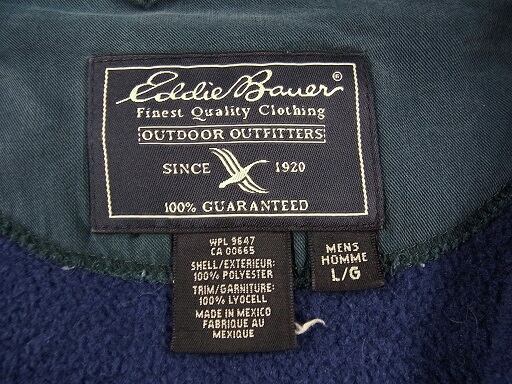 Eddie Bauer®
Finest Quality Clothing
OUTDOOR OUTFITTERS
SINCE 1920
100% GUARANTEED
WPL 9647
CA 00665
SHELL/EXTERIEUR:
100% POLYESTER
TRIM/GARNITURE:
100% LYOCELL
MADE IN MEXICO
FABRIQUE AU
MEXIQUE
MENS
HOMME
L/G